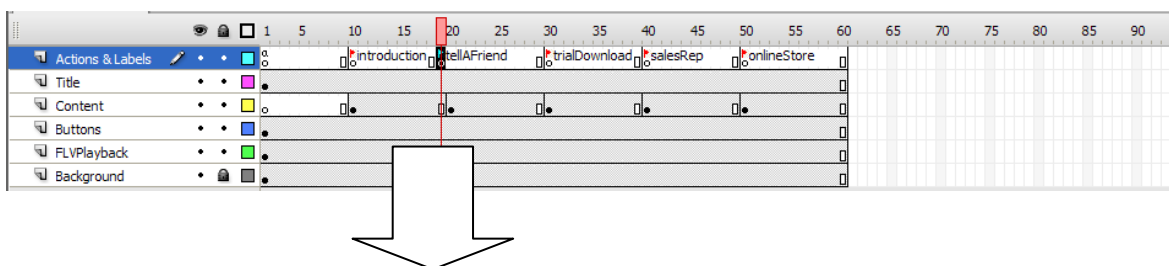 1 5 10 15 20 25 30 35 40 45 50 55 60 65 70 75 80 85 90
Actions & Labels a introduction tellAFriend trialDownload salesRep onlineStore
Title
Content
Buttons
FLVPlayback
Background